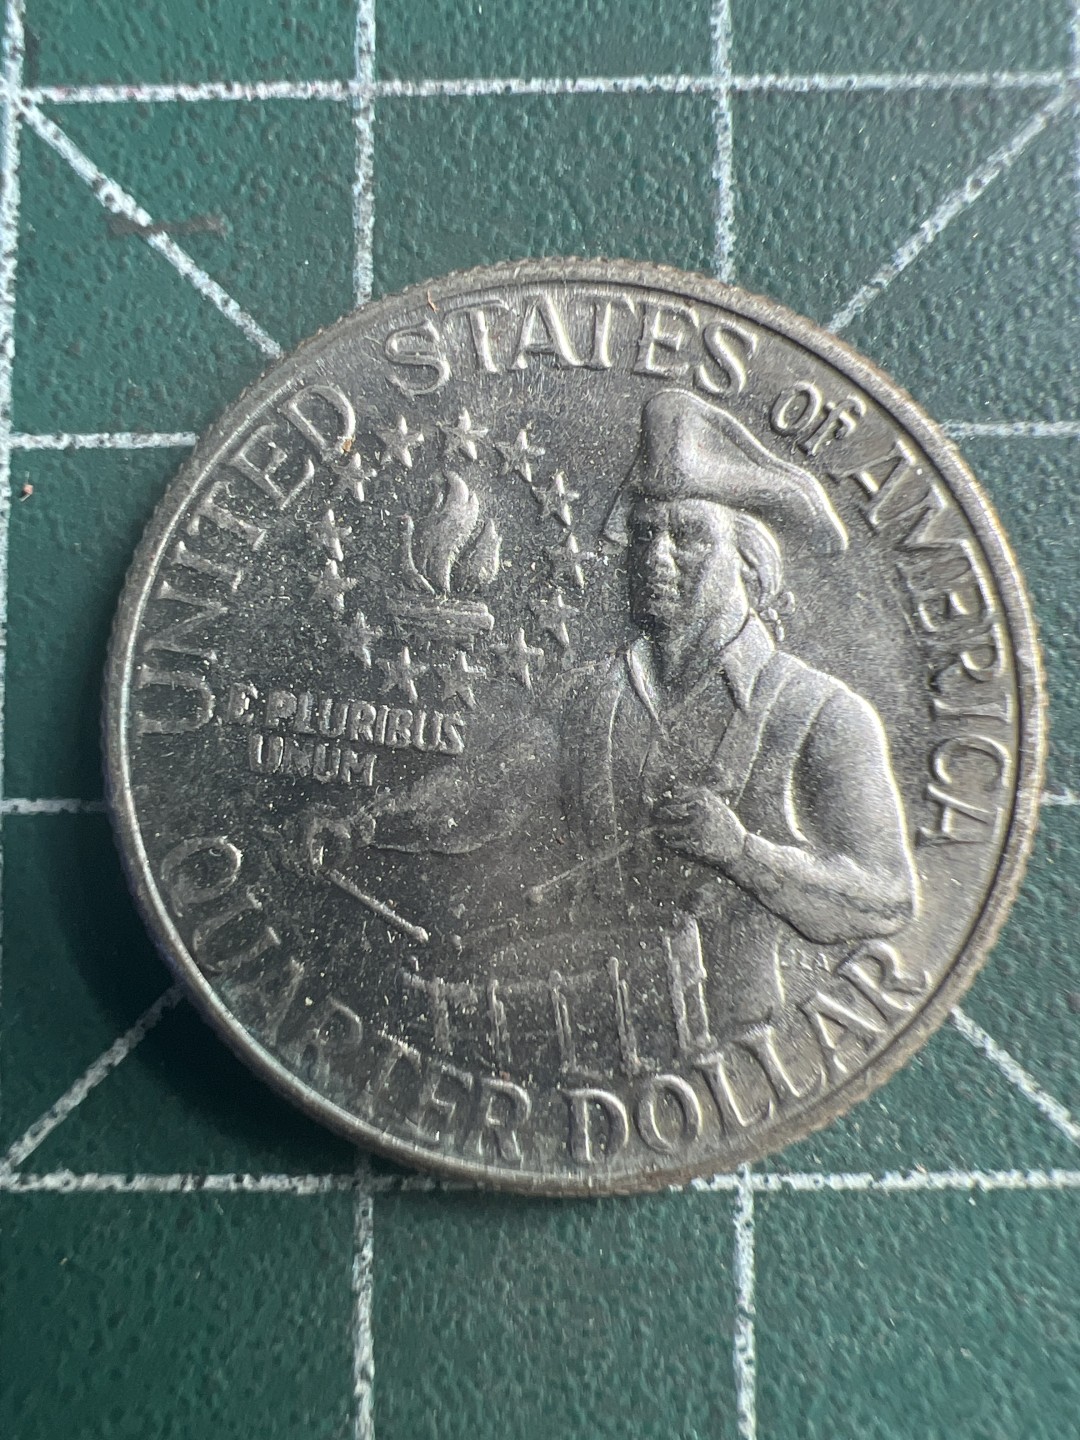 UNITED STATES of AMERICA
E PLURIBUS
UNUM
QUARTER DOLLAR